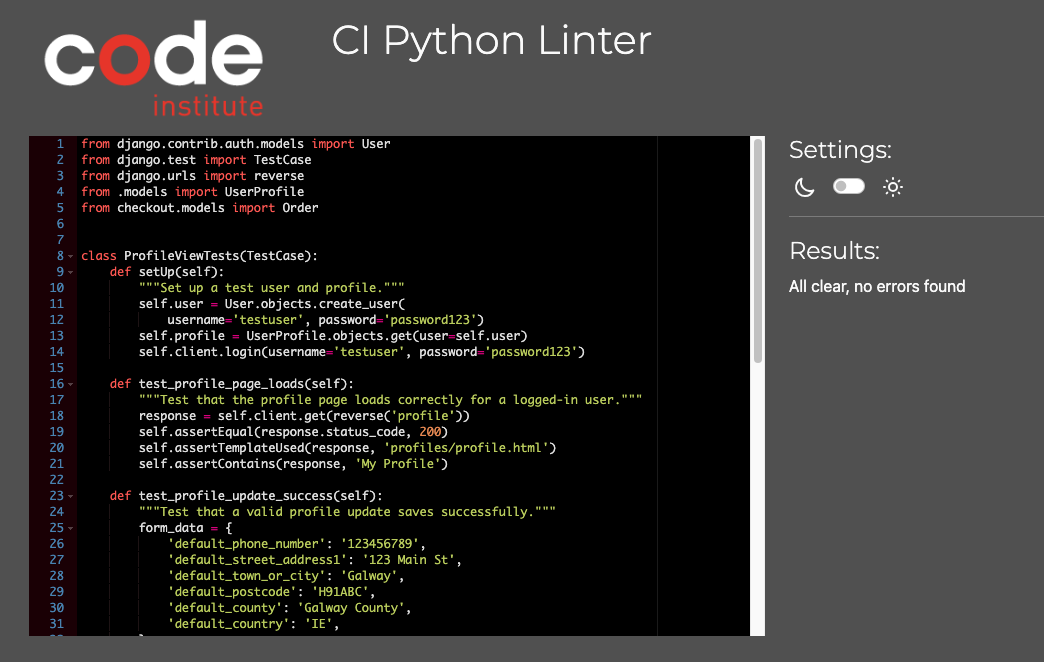 code
institute
CI Python Linter
1 from django.contrib.auth.models import User
2 from django.test import TestCase
3 from django.urls import reverse
4 from .models import UserProfile
5 from checkout.models import Order
6
7
8 class ProfileViewTests(TestCase):
9     def setUp(self):
10         """Set up a test user and profile."""
11         self.user = User.objects.create_user(
12             username='testuser', password='password123')
13         self.profile = UserProfile.objects.get(user=self.user)
14         self.client.login(username='testuser', password='password123')
15
16     def test_profile_page_loads(self):
17         """Test that the profile page loads correctly for a logged-in user."""
18         response = self.client.get(reverse('profile'))
19         self.assertEqual(response.status_code, 200)
20         self.assertTemplateUsed(response, 'profiles/profile.html')
21         self.assertContains(response, 'My Profile')
22
23     def test_profile_update_success(self):
24         """Test that a valid profile update saves successfully."""
25         form_data = {
26             'default_phone_number': '123456789',
27             'default_street_address1': '123 Main St',
28             'default_town_or_city': 'Galway',
29             'default_postcode': 'H91ABC',
30             'default_county': 'Galway County',
31             'default_country': 'IE',
Settings:
Results:
All clear, no errors found